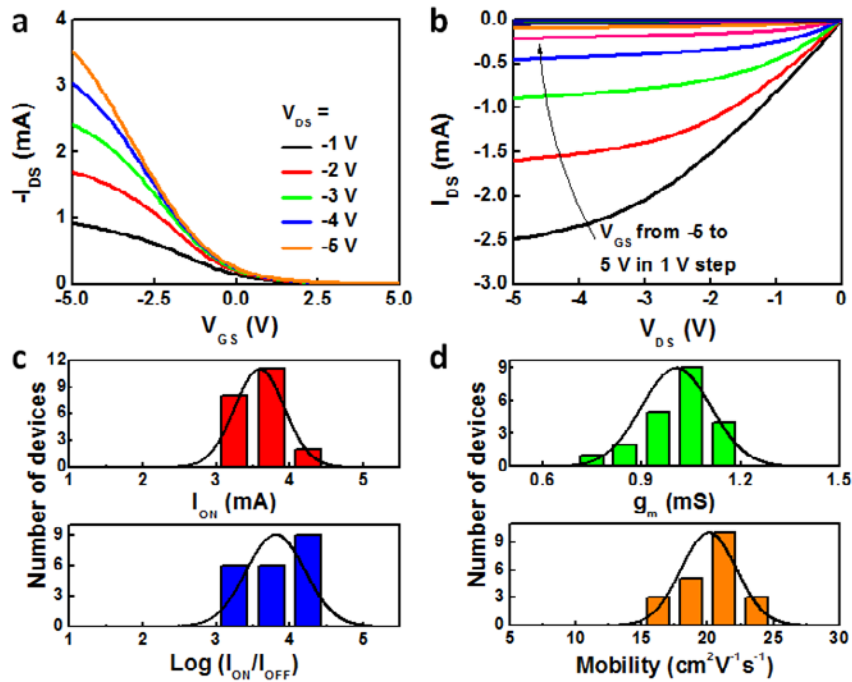 a
4
3
2
1
0
-I_DS (mA)
V_DS =
-1 V
-2 V
-3 V
-4 V
-5 V
-5.0 -2.5 0.0 2.5 5.0
V_GS (V)
b
0.0
-0.5
-1.0
-1.5
-2.0
-2.5
-3.0
I_DS (mA)
V_GS from -5 to
5 V in 1 V step
-5 -4 -3 -2 -1 0
V_DS (V)
c
Number of devices
12
9
6
3
0
1 2 3 4 5
I_ON (mA)
9
6
3
0
1 2 3 4 5
Log (I_ON/I_OFF)
d
Number of devices
9
6
3
0
0.6 0.9 1.2 1.5
g_m (mS)
9
6
3
0
5 10 15 20 25 30
Mobility (cm²V⁻¹s⁻¹)